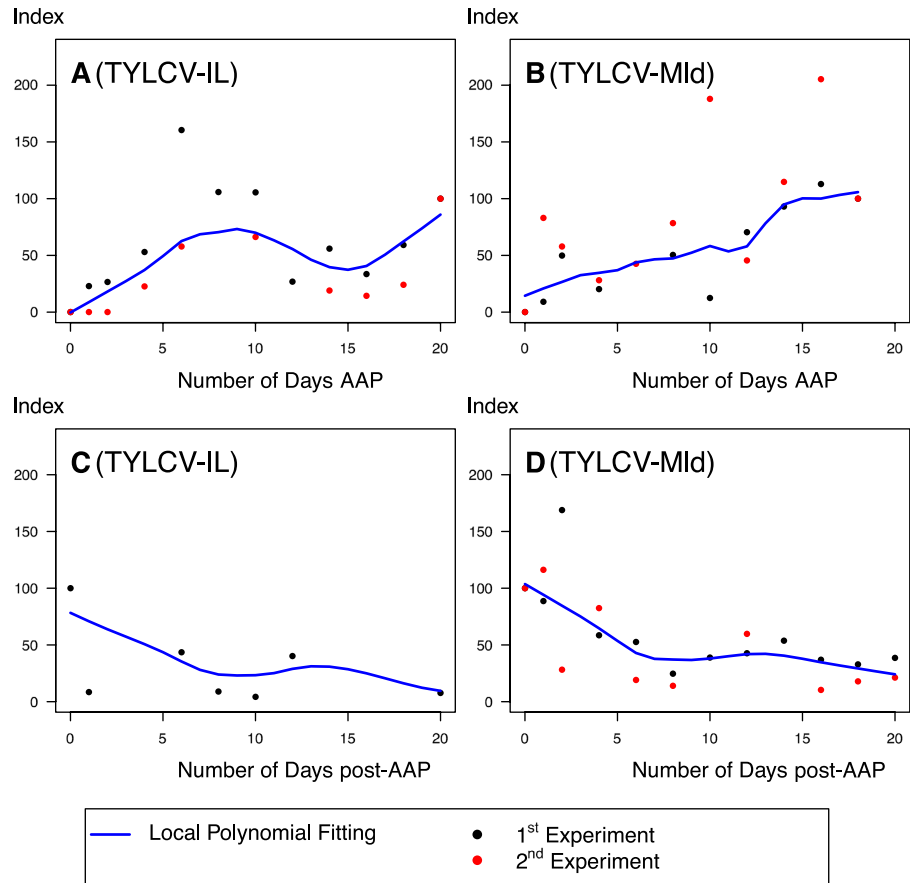 Index
A (TYLCV-IL)
200
150
100
50
0
0 5 10 15 20
Number of Days AAP
Index
B (TYLCV-Mld)
200
150
100
50
0
0 5 10 15 20
Number of Days AAP
Index
C (TYLCV-IL)
200
150
100
50
0
0 5 10 15 20
Number of Days post-AAP
Index
D (TYLCV-Mld)
200
150
100
50
0
0 5 10 15 20
Number of Days post-AAP
Local Polynomial Fitting
1st Experiment
2nd Experiment